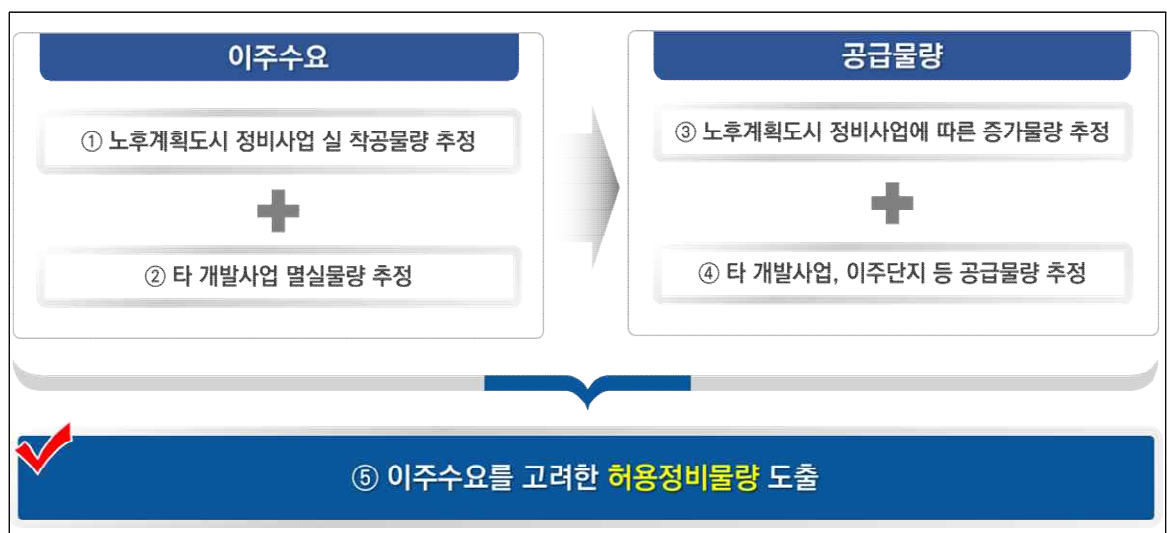 이주수요
① 노후계획도시 정비사업 실 착공물량 추정
② 타 개발사업 멸실물량 추정
공급물량
③ 노후계획도시 정비사업에 따른 증가물량 추정
④ 타 개발사업, 이주단지 등 공급물량 추정
⑤ 이주수요를 고려한 허용정비물량 도출